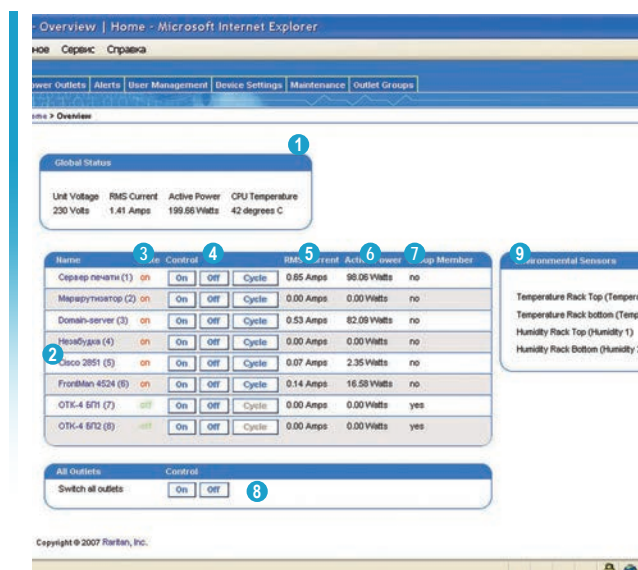 - Overview | Home - Microsoft Internet Explorer
ное Сервис Справка
wer Outlets Alerts User Management Device Settings Maintenance Outlet Groups
ome > Overview
1
Global Status
Unit Voltage RMS Current Active Power CPU Temperature
230 Volts 1.41 Amps 199.66 Watts 42 degrees C
Name 3 te Control 4 RMS 5 rrent Acti 6 ower 7 up Member
Сервер печати (1) on On Off Cycle 0.65 Amps 98.06 Watts no
Маршрутизатор (2) on On Off Cycle 0.00 Amps 0.00 Watts no
Domain-server (3) on On Off Cycle 0.53 Amps 82.09 Watts no
Незабудка (4) on On Off Cycle 0.00 Amps 0.00 Watts no
2 Cisco 2851 (5) on On Off Cycle 0.07 Amps 2.35 Watts no
FrontMan 4524 (6) on On Off Cycle 0.14 Amps 16.58 Watts no
ОТК-4 БП1 (7) off On Off Cycle 0.00 Amps 0.00 Watts yes
ОТК-4 БП2 (8) off On Off Cycle 0.00 Amps 0.00 Watts yes
9 vironmental Sensors
Temperature Rack Top (Tempera
Temperature Rack bottom (Temp
Humidity Rack Top (Humidity 1)
Humidity Rack Bottom (Humidity
All Outlets Control
Switch all outlets On Off 8
Copyright © 2007 Raritan, Inc.